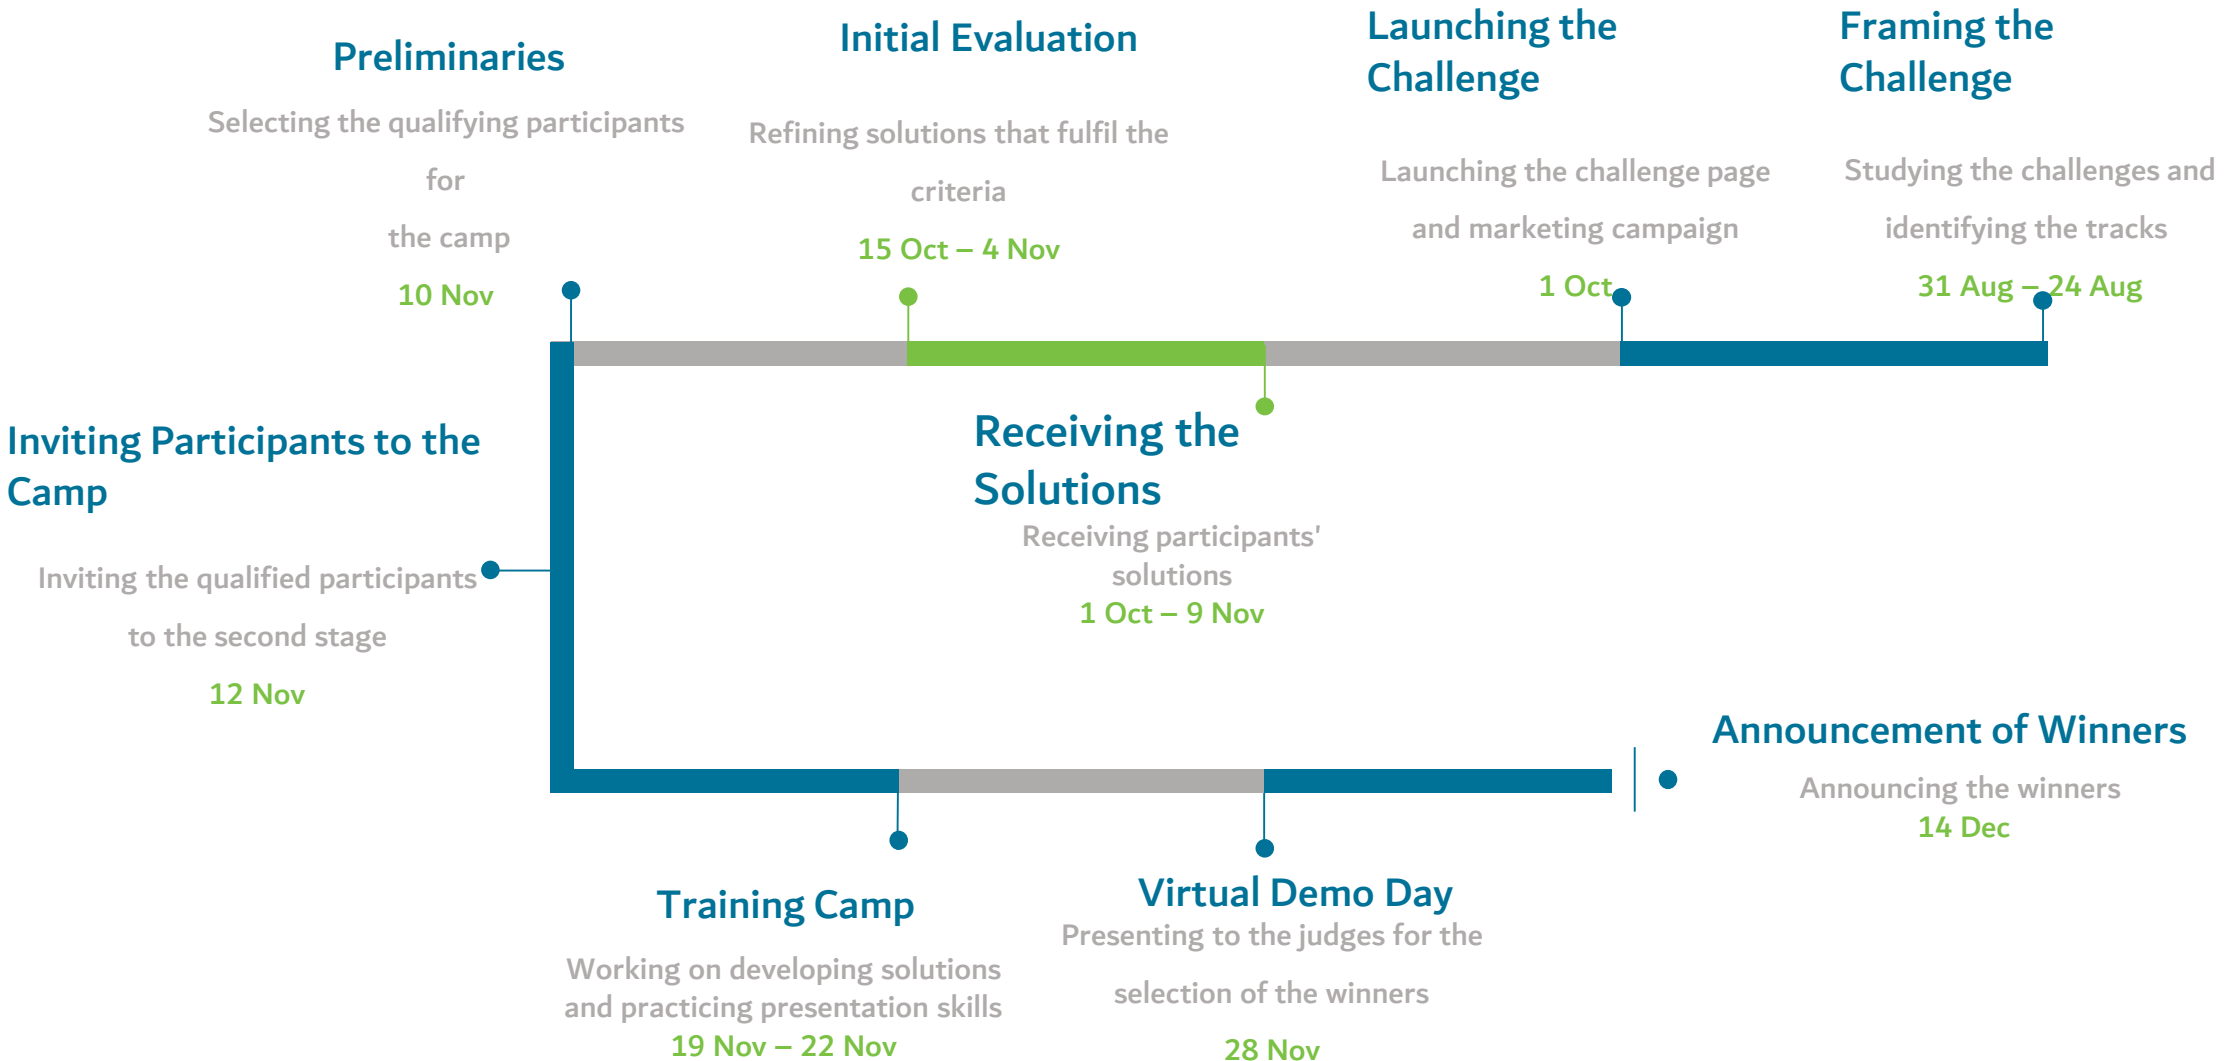 Preliminaries
Selecting the qualifying participants
for
the camp
10 Nov
Initial Evaluation
Refining solutions that fulfil the
criteria
15 Oct – 4 Nov
Launching the
Challenge
Launching the challenge page
and marketing campaign
1 Oct
Framing the
Challenge
Studying the challenges and
identifying the tracks
31 Aug – 24 Aug
Inviting Participants to the
Camp
Inviting the qualified participants
to the second stage
12 Nov
Receiving the
Solutions
Receiving participants'
solutions
1 Oct – 9 Nov
Announcement of Winners
Announcing the winners
14 Dec
Training Camp
Working on developing solutions
and practicing presentation skills
19 Nov – 22 Nov
Virtual Demo Day
Presenting to the judges for the
selection of the winners
28 Nov